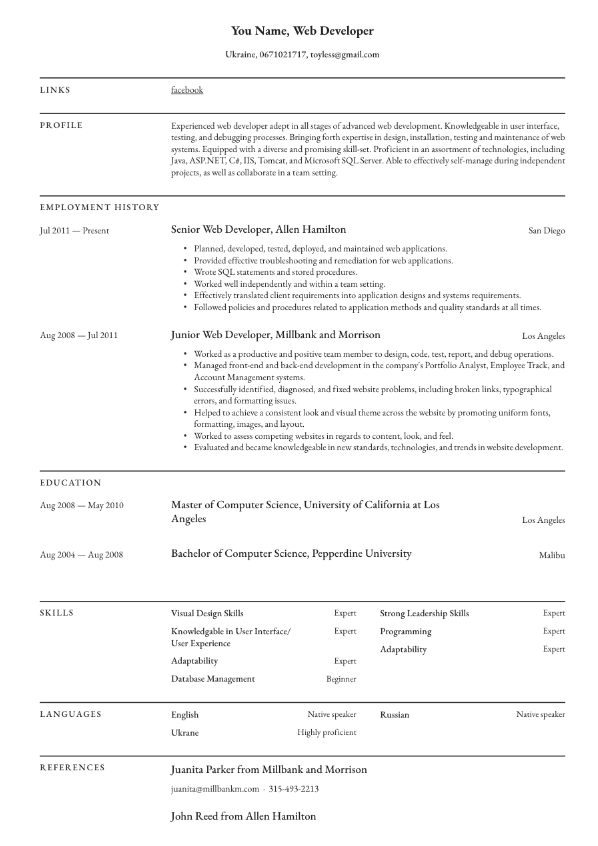 You Name, Web Developer
Ukraine, 0671021717, toyless@gmail.com
LINKS
facebook
PROFILE
Experienced web developer adept in all stages of advanced web development. Knowledgeable in user interface,
testing, and debugging processes. Bringing forth expertise in design, installation, testing and maintenance of web
systems. Equipped with a diverse and promising skill-set. Proficient in an assortment of technologies, including
Java, ASP.NET, C#, IIS, Tomcat, and Microsoft SQL Server. Able to effectively self-manage during independent
projects, as well as collaborate in a team setting.
EMPLOYMENT HISTORY
Jul 2011 — Present Senior Web Developer, Allen Hamilton San Diego
• Planned, developed, tested, deployed, and maintained web applications.
• Provided effective troubleshooting and remediation for web applications.
• Wrote SQL statements and stored procedures.
• Worked well independently and within a team setting.
• Effectively translated client requirements into application designs and systems requirements.
• Followed policies and procedures related to application methods and quality standards at all times.
Aug 2008 — Jul 2011 Junior Web Developer, Millbank and Morrison Los Angeles
• Worked as a productive and positive team member to design, code, test, report, and debug operations.
• Managed front-end and back-end development in the company's Portfolio Analyst, Employee Track, and
Account Management systems.
• Successfully identified, diagnosed, and fixed website problems, including broken links, typographical
errors, and formatting issues.
• Helped to achieve a consistent look and visual theme across the website by promoting uniform fonts,
formatting, images, and layout.
• Worked to assess competing websites in regards to content, look, and feel.
• Evaluated and became knowledgeable in new standards, technologies, and trends in website development.
EDUCATION
Aug 2008 — May 2010 Master of Computer Science, University of California at Los
Angeles Los Angeles
Aug 2004 — Aug 2008 Bachelor of Computer Science, Pepperdine University Malibu
SKILLS
Visual Design Skills Expert Strong Leadership Skills Expert
Knowledgable in User Interface/ Expert Programming Expert
User Experience
Adaptability Expert
Adaptability Expert
Database Management Beginner
LANGUAGES
English Native speaker Russian Native speaker
Ukrane Highly proficient
REFERENCES
Juanita Parker from Millbank and Morrison
juanita@millbankm.com · 315-493-2213
John Reed from Allen Hamilton